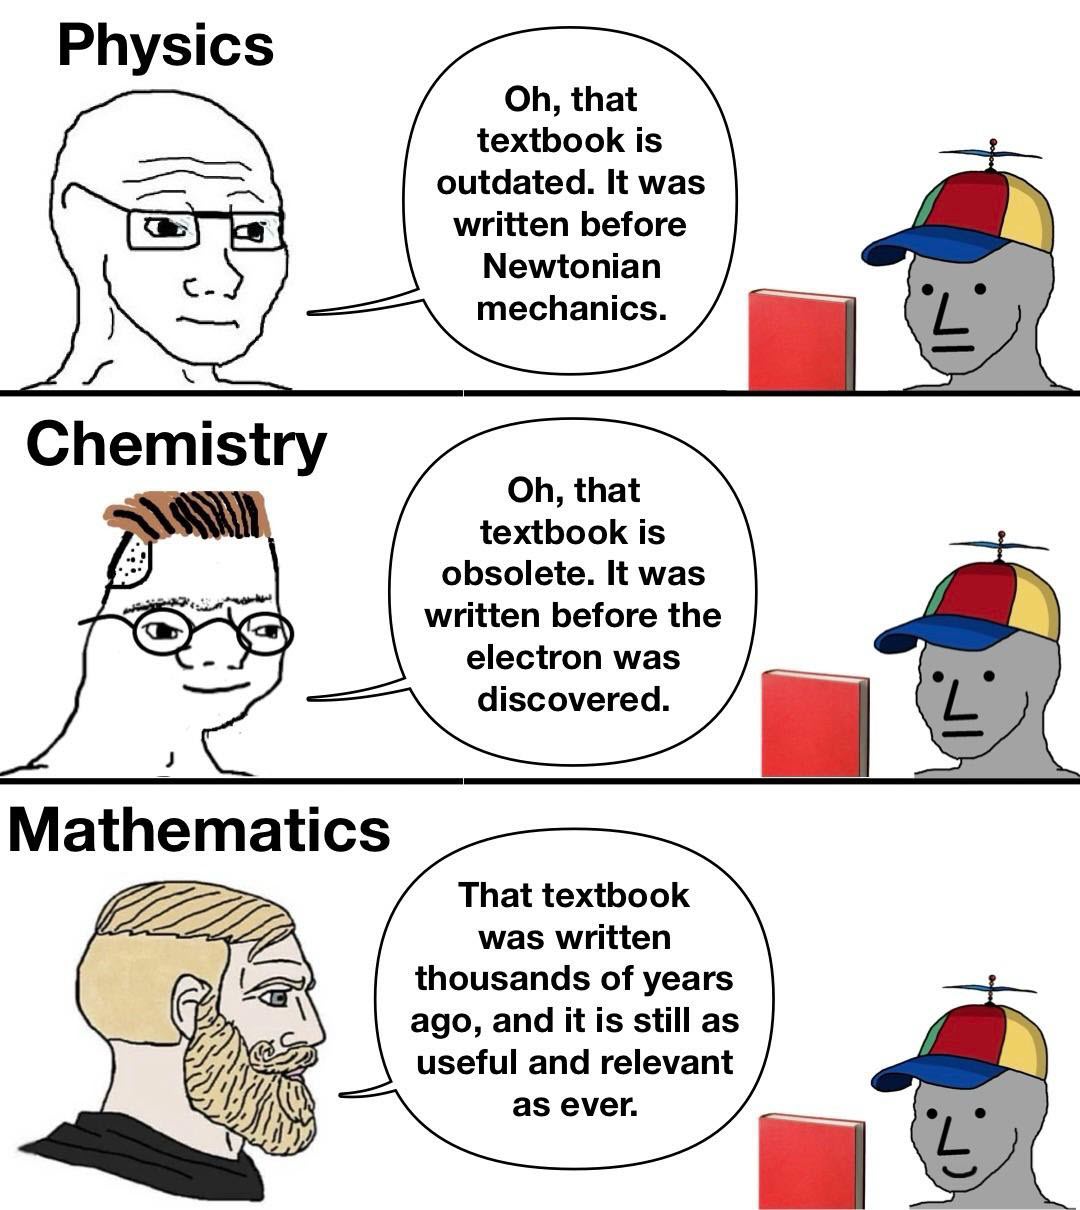 Physics
Oh, that
textbook is
outdated. It was
written before
Newtonian
mechanics.
Chemistry
Oh, that
textbook is
obsolete. It was
written before the
electron was
discovered.
Mathematics
That textbook
was written
thousands of years
ago, and it is still as
useful and relevant
as ever.